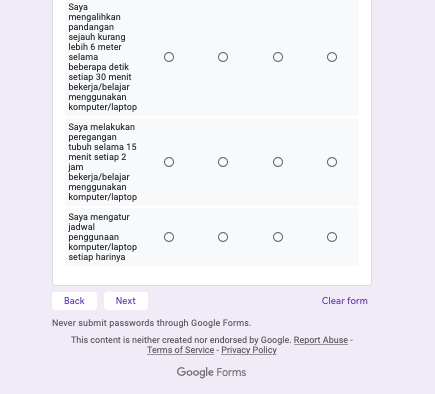 Saya
mengalihkan
pandangan
sejauh kurang
lebih 6 meter
selama
beberapa detik
setiap 30 menit
bekerja/belajar
menggunakan
komputer/laptop
Saya melakukan
peregangan
tubuh selama 15
menit setiap 2
jam
bekerja/belajar
menggunakan
komputer/laptop
Saya mengatur
jadwal
penggunaan
komputer/laptop
setiap harinya
Back Next Clear form
Never submit passwords through Google Forms.
This content is neither created nor endorsed by Google. Report Abuse -
Terms of Service - Privacy Policy
Google Forms